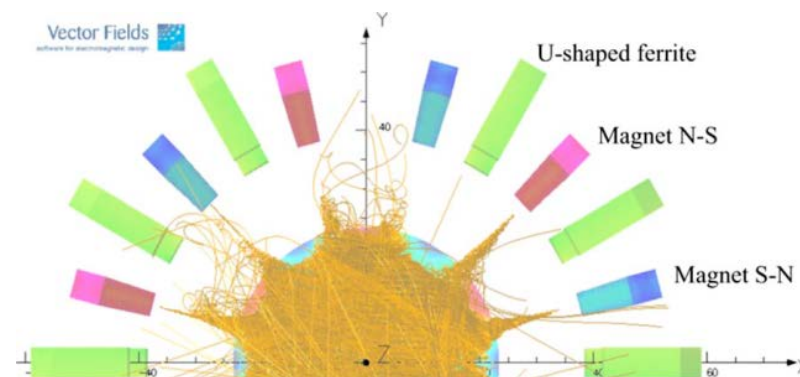 Vector Fields
software for electromagnetic design
Y
U-shaped ferrite
40
Magnet N-S
Magnet S-N
Z
-40
40
60